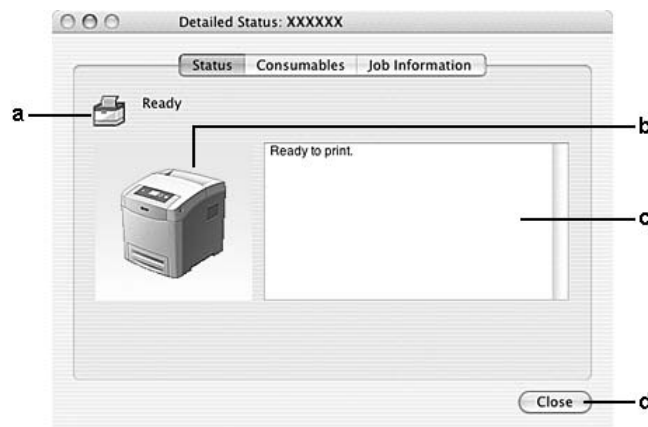 Detailed Status: XXXXXX
Status Consumables Job Information
a
Ready
b
Ready to print.
c
Close
d